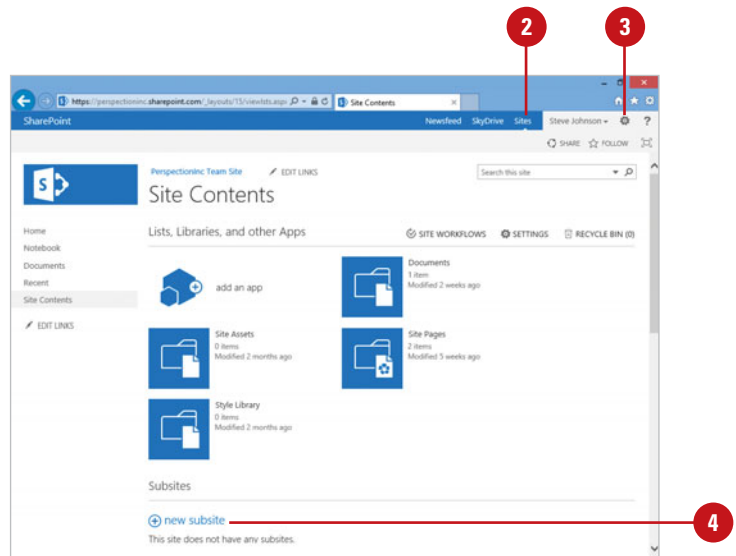 2 3
https://perspectioninc.sharepoint.com/_layouts/15/viewlsts.asp Site Contents
SharePoint Newsfeed SkyDrive Sites Steve Johnson ?
SHARE FOLLOW
PerspectionInc Team Site EDIT LINKS Search this site
Site Contents
Home
Notebook
Documents
Recent
Site Contents
EDIT LINKS
Lists, Libraries, and other Apps SITE WORKFLOWS SETTINGS RECYCLE BIN (0)
add an app
Documents
1 item
Modified 2 weeks ago
Site Assets
0 items
Modified 2 months ago
Site Pages
2 items
Modified 5 weeks ago
Style Library
0 items
Modified 2 months ago
Subsites
new subsite 4
This site does not have any subsites.